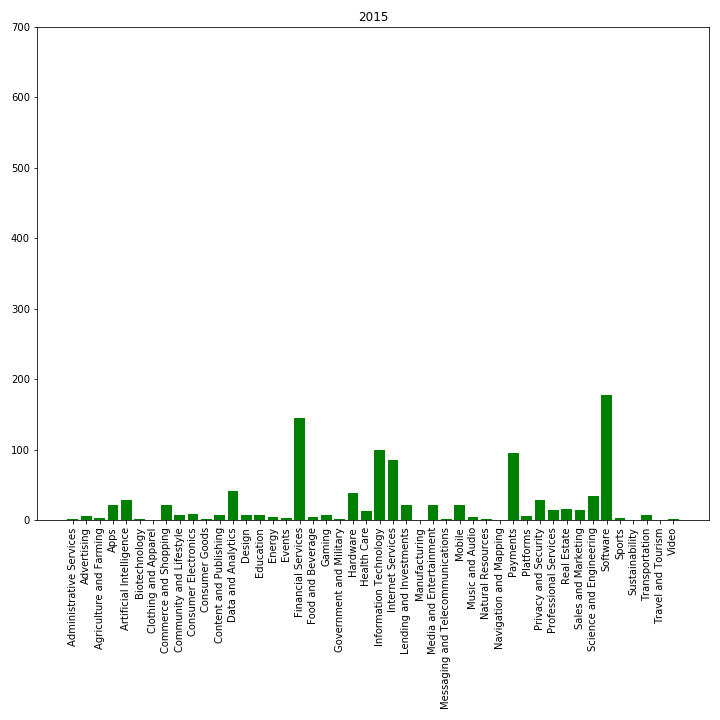 2015
700
600
500
400
300
200
100
0
Administrative Services
Advertising
Agriculture and Farming
Apps
Artificial Intelligence
Biotechnology
Clothing and Apparel
Commerce and Shopping
Community and Lifestyle
Consumer Electronics
Consumer Goods
Content and Publishing
Data and Analytics
Design
Education
Energy
Events
Financial Services
Food and Beverage
Gaming
Government and Military
Hardware
Health Care
Information Technology
Internet Services
Lending and Investments
Manufacturing
Media and Entertainment
Messaging and Telecommunications
Mobile
Music and Audio
Natural Resources
Navigation and Mapping
Payments
Platforms
Privacy and Security
Professional Services
Real Estate
Sales and Marketing
Science and Engineering
Software
Sports
Sustainability
Transportation
Travel and Tourism
Video